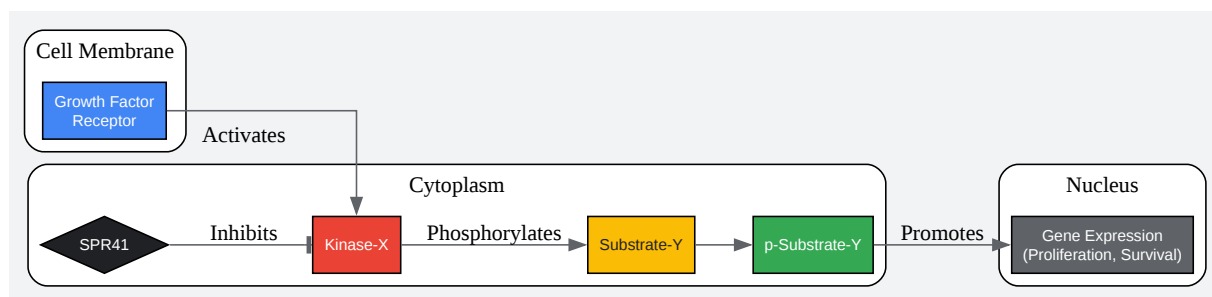 Cell Membrane
Growth Factor
Receptor
Activates
Cytoplasm
SPR41
Inhibits
Kinase-X
Phosphorylates
Substrate-Y
p-Substrate-Y
Promotes
Nucleus
Gene Expression
(Proliferation, Survival)